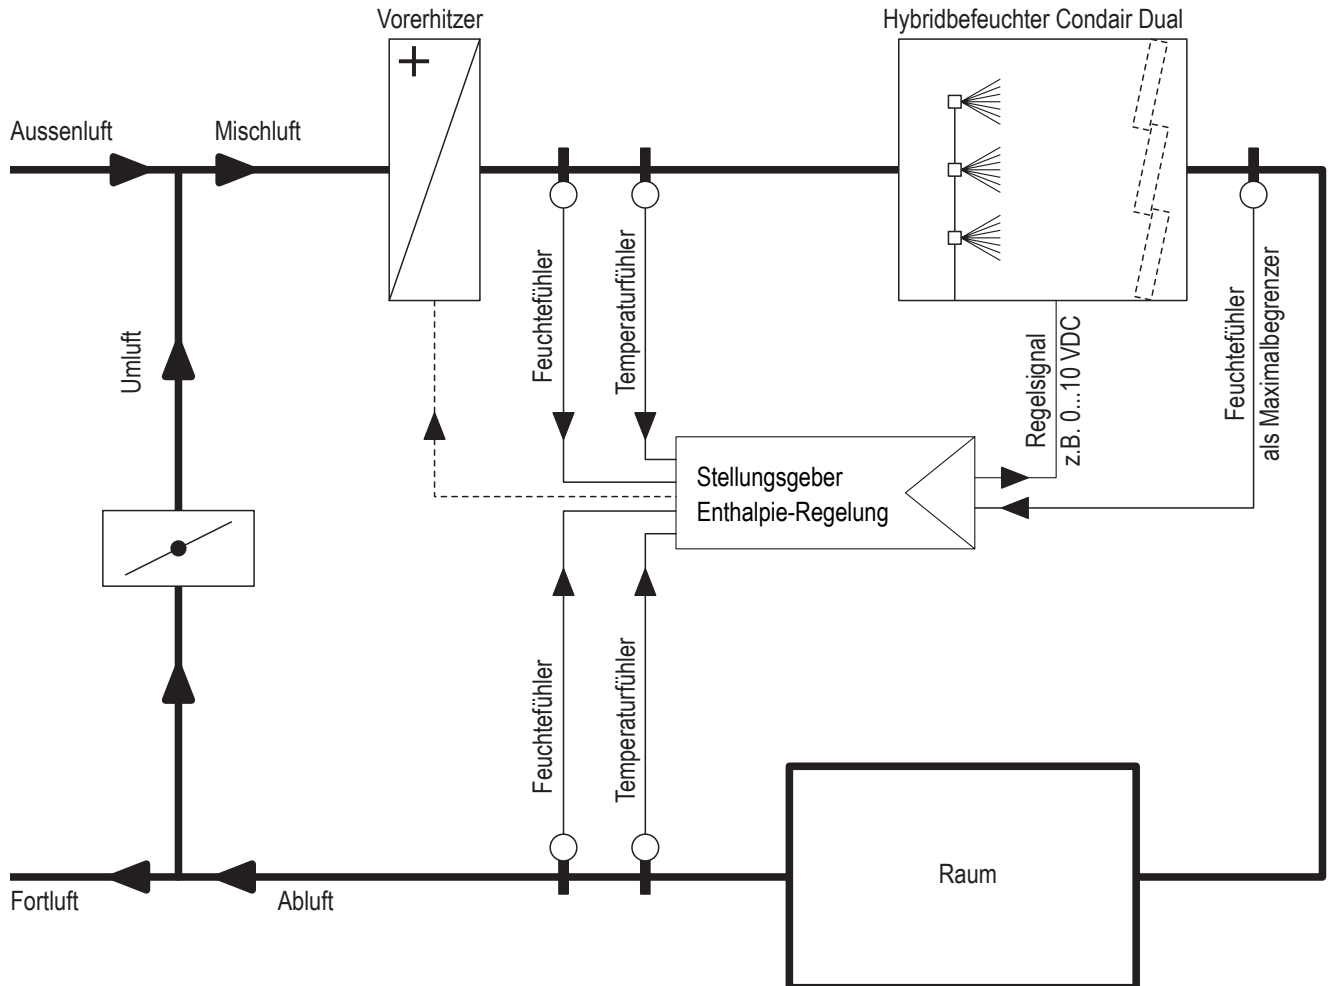 Vorerhitzer
Hybridbefeuchter Condair Dual
Aussenluft
Mischluft
Umluft
Feuchtefühler
Temperaturfühler
Regelsignal
z.B. 0...10 VDC
Feuchtefühler
als Maximalbegrenzer
Stellungsgeber
Enthalpie-Regelung
Feuchtefühler
Temperaturfühler
Raum
Fortluft
Abluft